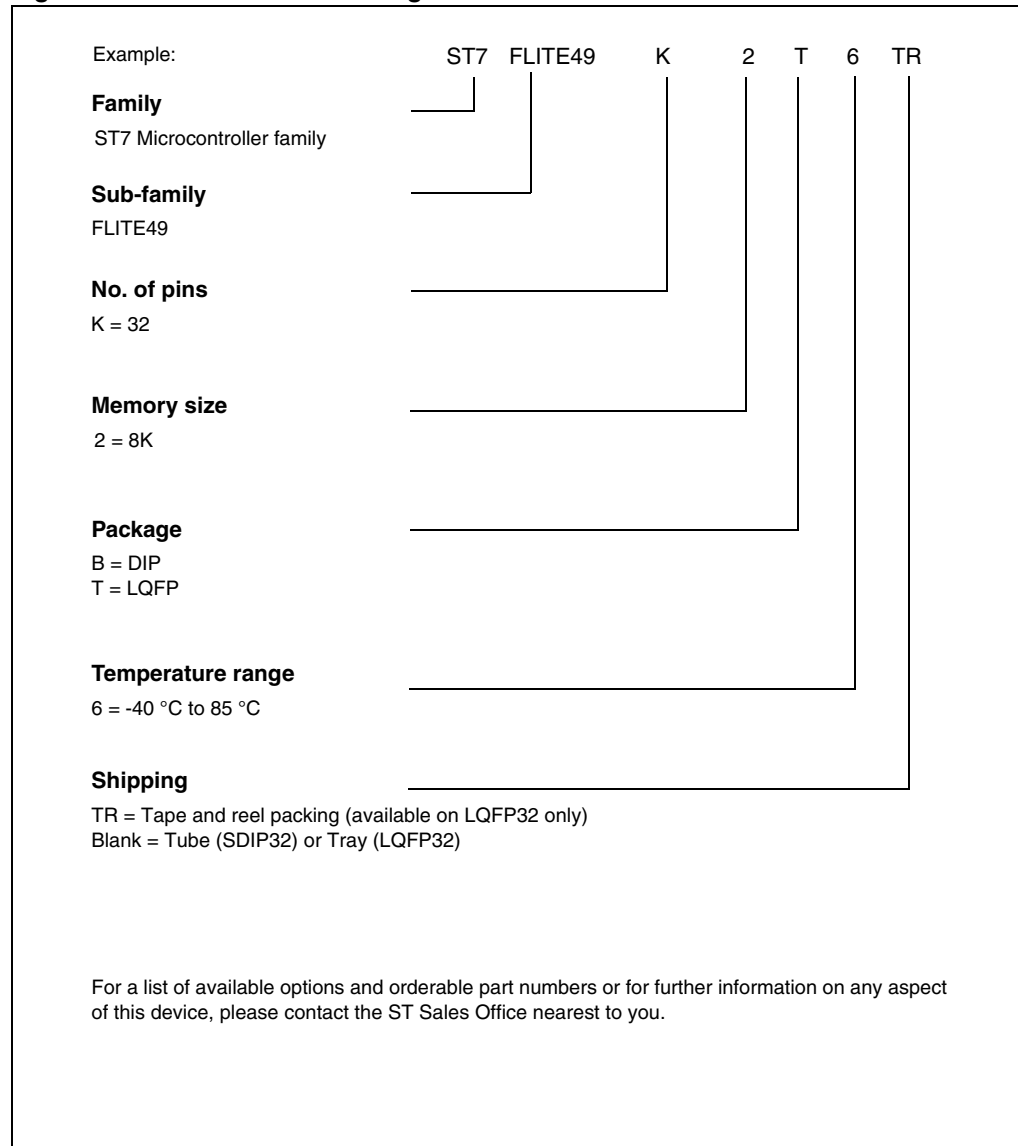 Example: ST7 FLITE49 K 2 T 6 TR
Family
ST7 Microcontroller family
Sub-family
FLITE49
No. of pins
K = 32
Memory size
2 = 8K
Package
B = DIP
T = LQFP
Temperature range
6 = -40 °C to 85 °C
Shipping
TR = Tape and reel packing (available on LQFP32 only)
Blank = Tube (SDIP32) or Tray (LQFP32)
For a list of available options and orderable part numbers or for further information on any aspect
of this device, please contact the ST Sales Office nearest to you.